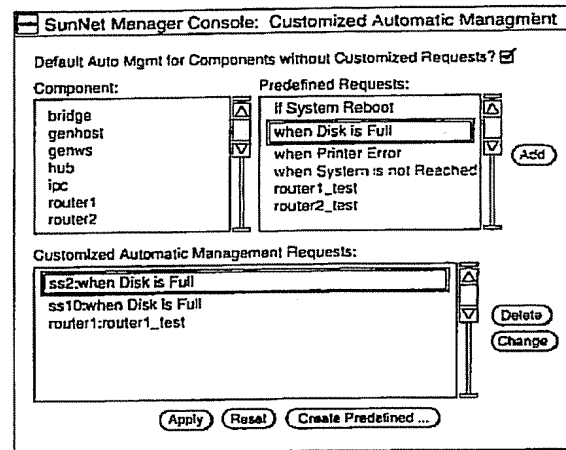 SunNet Manager Console: Customized Automatic Managment
Default Auto Mgmt for Components without Customized Requests?
Component:
bridge
genhost
genws
hub
ipc
router1
router2
Predefined Requests:
if System Reboot
when Disk is Full
when Printer Error
when System is not Reached
router1_test
router2_test
Add
Customized Automatic Management Requests:
ss2:when Disk is Full
ss10:when Disk is Full
router1:router1_test
Delete
Change
Apply
Reset
Create Predefined ...